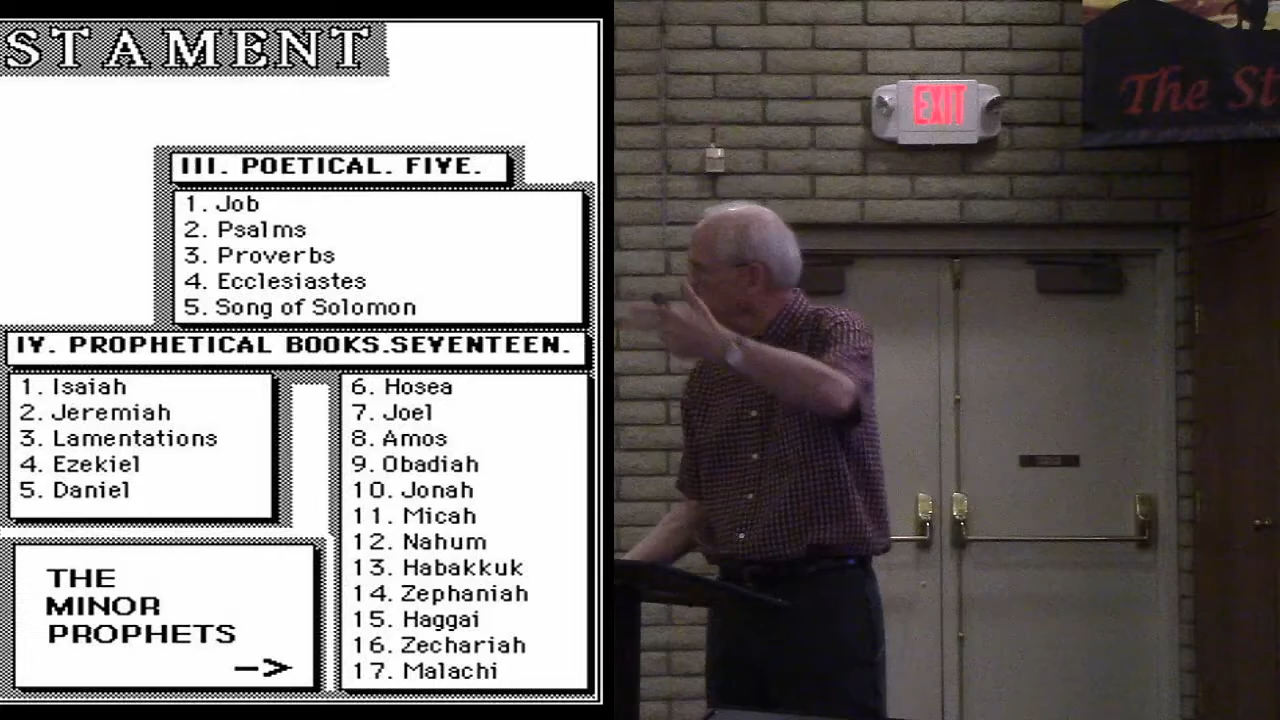 STAMENT
III. POETICAL. FIVE.
1. Job
2. Psalms
3. Proverbs
4. Ecclesiastes
5. Song of Solomon
IV. PROPHETICAL BOOKS.SEVENTEEN.
1. Isaiah
2. Jeremiah
3. Lamentations
4. Ezekiel
5. Daniel
THE
MINOR
PROPHETS
->
6. Hosea
7. Joel
8. Amos
9. Obadiah
10. Jonah
11. Micah
12. Nahum
13. Habakkuk
14. Zephaniah
15. Haggai
16. Zechariah
17. Malachi
EXIT
The St